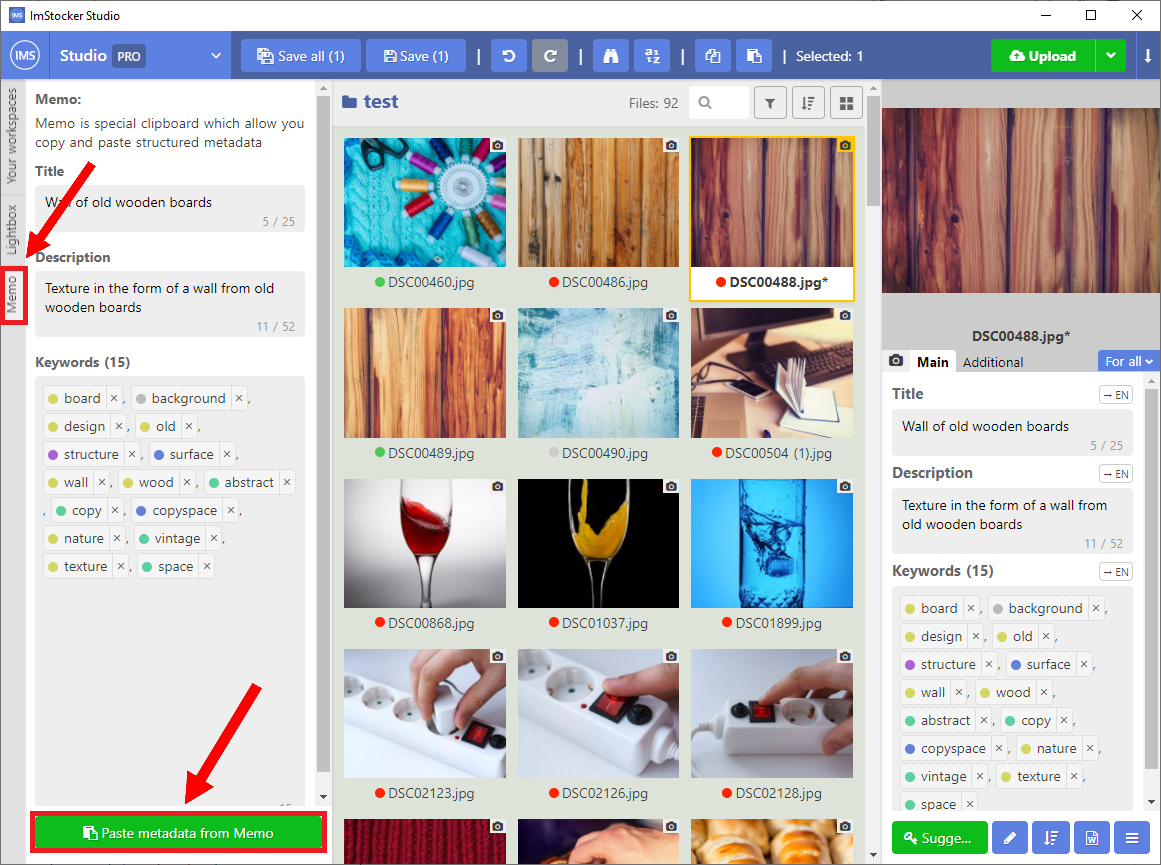 IMS ImStocker Studio
IMS Studio PRO
Save all (1)
Save (1)
Selected: 1
Upload
Your workspaces
Lightbox
Memo
Memo:
Memo is special clipboard which allow you
copy and paste structured metadata
Title
Wall of old wooden boards
5 / 25
Description
Texture in the form of a wall from old
wooden boards
11 / 52
Keywords (15)
board ×, background ×,
design ×, old ×,
structure ×, surface ×,
wall ×, wood ×, abstract ×
, copy ×, copyspace ×,
nature ×, vintage ×,
texture ×, space ×
Paste metadata from Memo
test
Files: 92
DSC00460.jpg
DSC00486.jpg
DSC00488.jpg*
DSC00489.jpg
DSC00490.jpg
DSC00504 (1).jpg
DSC00868.jpg
DSC01037.jpg
DSC01899.jpg
DSC02123.jpg
DSC02126.jpg
DSC02128.jpg
DSC00488.jpg*
Main
Additional
For all
Title
→ EN
Wall of old wooden boards
5 / 25
Description
→ EN
Texture in the form of a wall from
old wooden boards
11 / 52
Keywords (15)
→ EN
board ×, background ×,
design ×, old ×,
structure ×, surface ×,
wall ×, wood ×,
abstract ×, copy ×,
copyspace ×, nature ×,
vintage ×, texture ×,
space ×
Sugge...